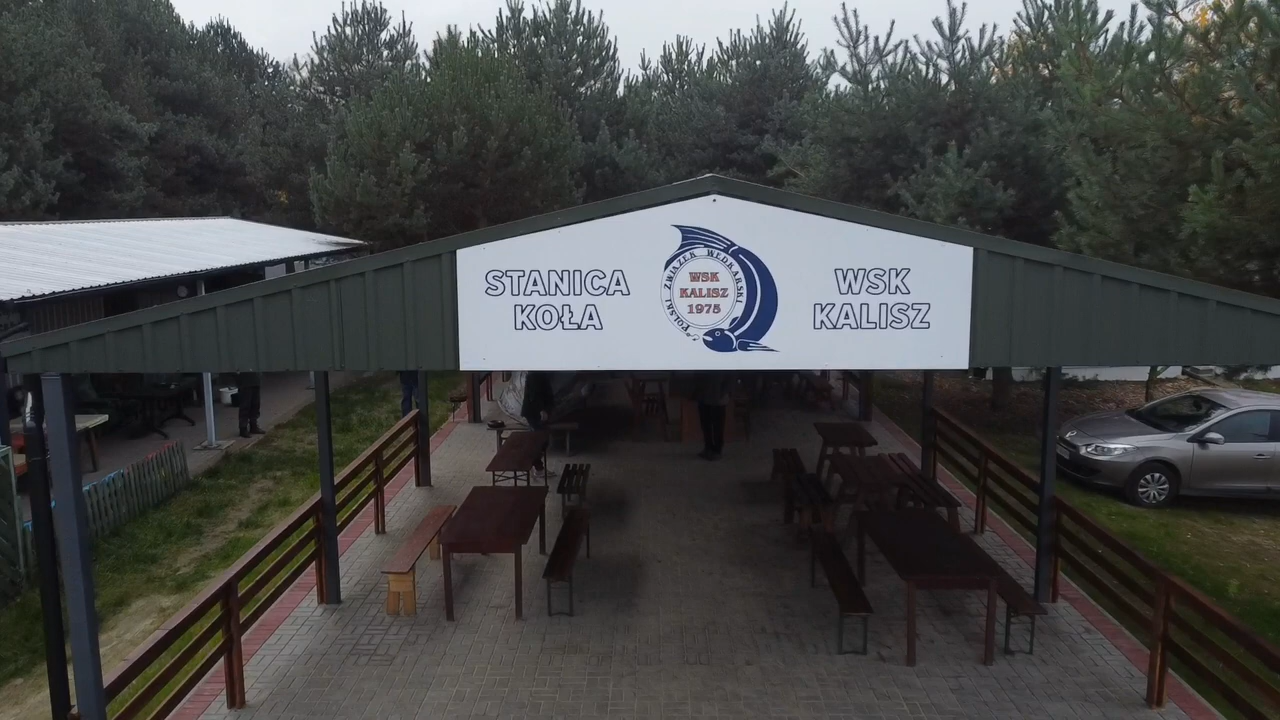 STANICA
KOŁA
POLSKI ZWIĄZEK WĘDKARSKI
WSK
KALISZ
1975
WSK
KALISZ